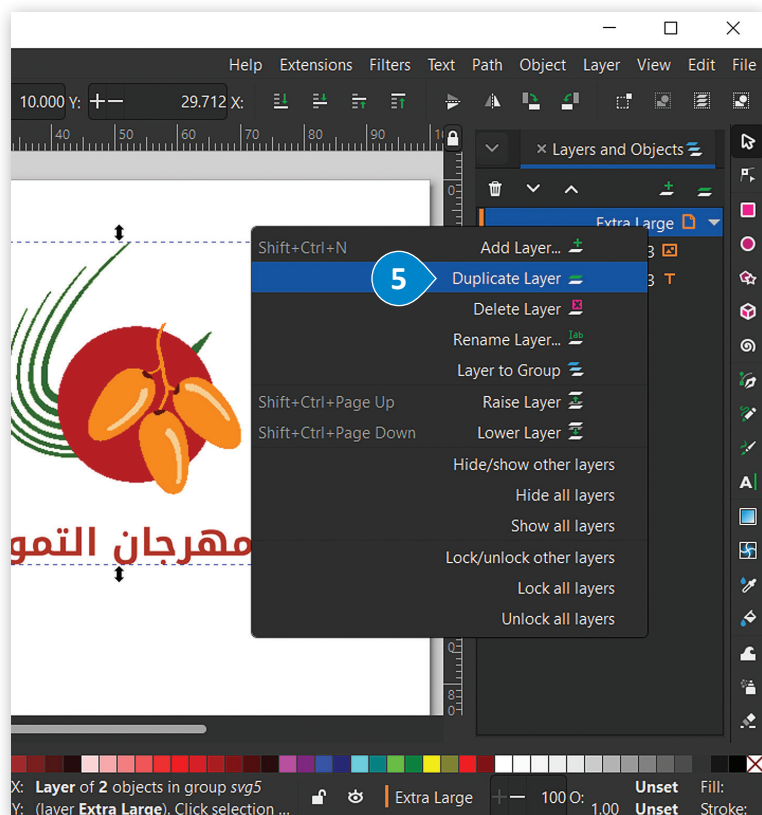 Help Extensions Filters Text Path Object Layer View Edit File
10.000 Y: 29.712 X:
40 50 60 70 80 90
Layers and Objects
Extra Large
Shift+Ctrl+N Add Layer...
5 Duplicate Layer
Delete Layer
Rename Layer...
Layer to Group
Shift+Ctrl+Page Up Raise Layer
Shift+Ctrl+Page Down Lower Layer
Hide/show other layers
Hide all layers
Show all layers
Lock/unlock other layers
Lock all layers
Unlock all layers
مهرجان التمو
X: Layer of 2 objects in group svg5 Extra Large 100 O: Unset Fill:
Y: (layer Extra Large). Click selection ... 1.00 Unset Stroke: